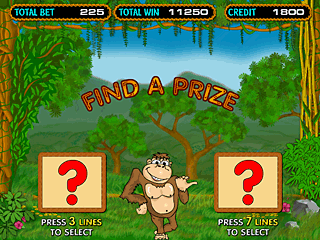 TOTAL BET 225 TOTAL WIN 11250 CREDIT 1800
FIND A PRIZE
? ?
PRESS 3 LINES PRESS 7 LINES
TO SELECT TO SELECT